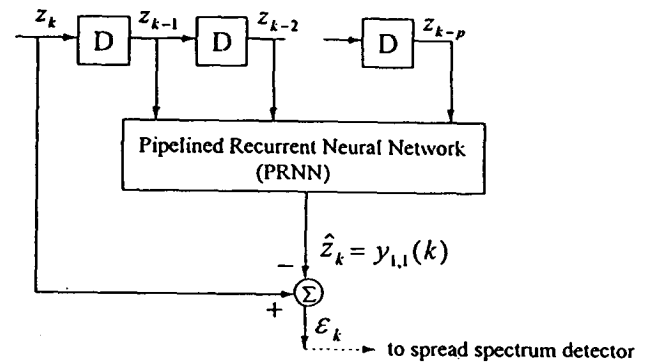 z_k z_{k-1} z_{k-2} z_{k-p}
D D D
Pipelined Recurrent Neural Network
(PRNN)
ẑ_k = y_{1,1}(k)
−
+ Σ
ε_k
to spread spectrum detector